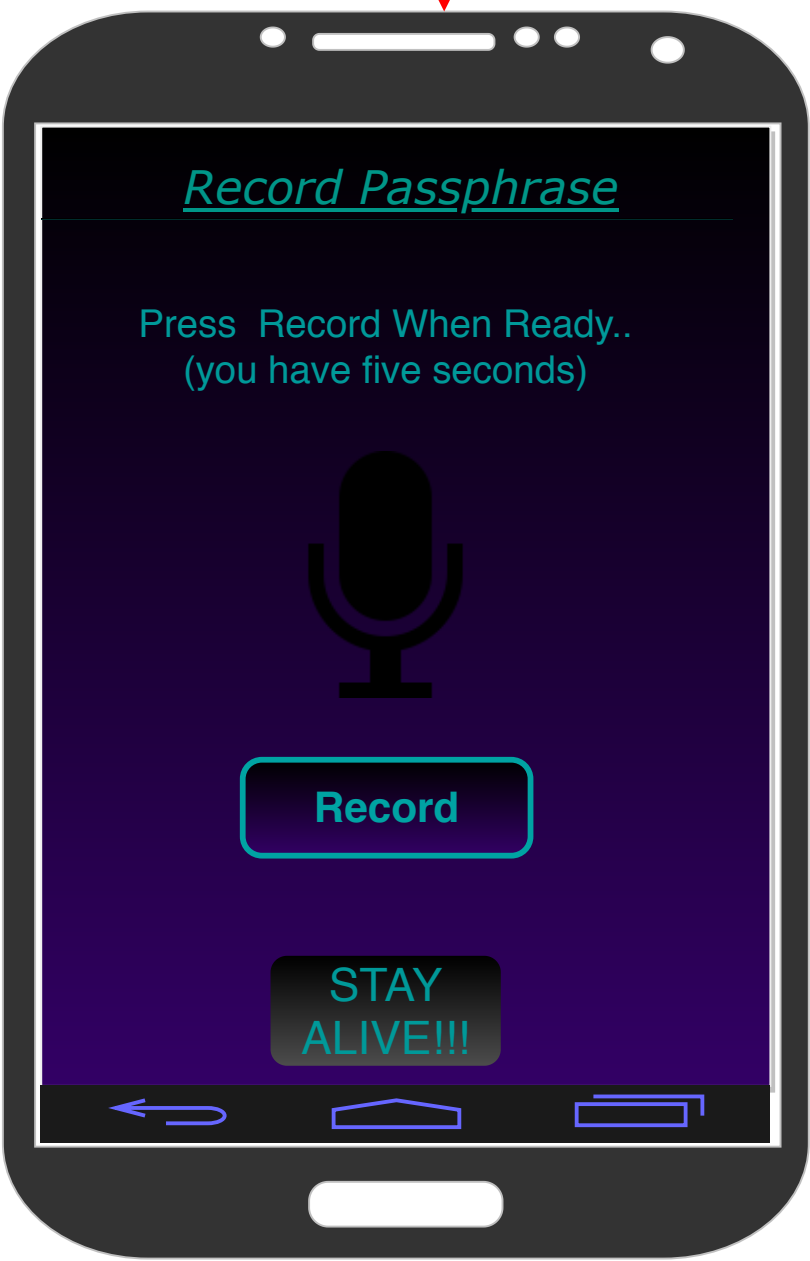 Record Passphrase
Press  Record When Ready..
(you have five seconds)
Record
STAY
ALIVE!!!